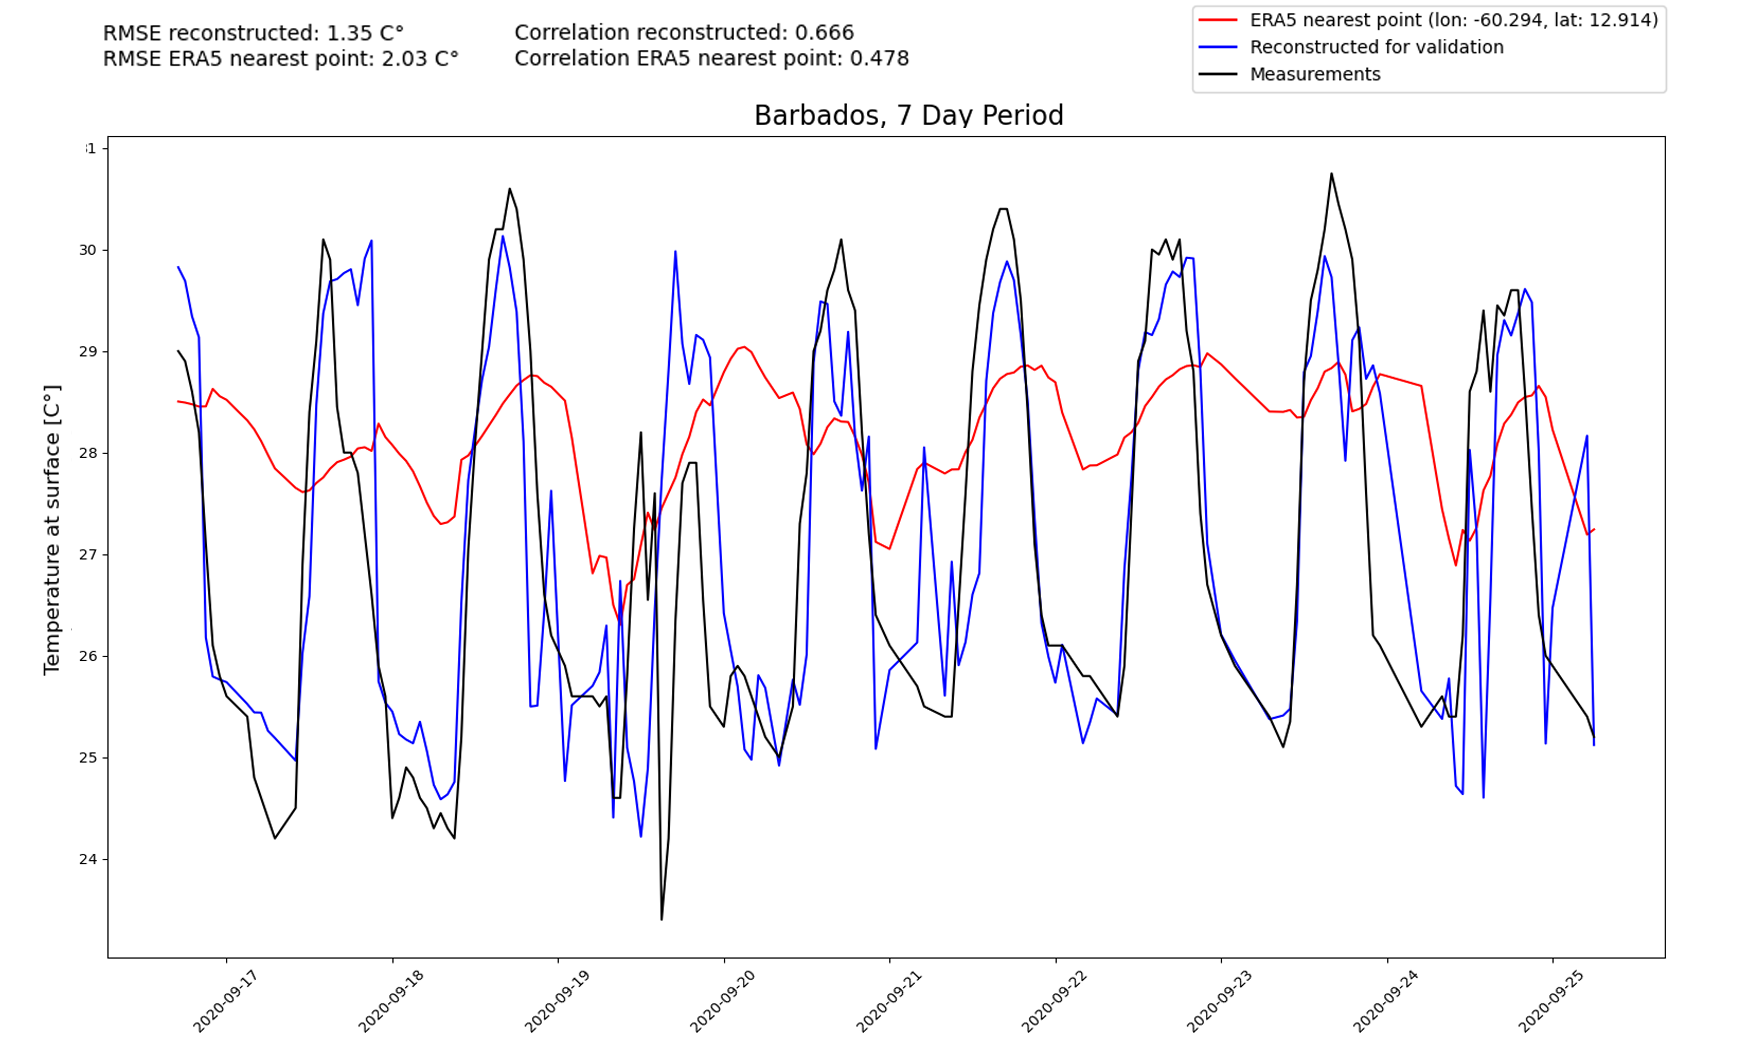 RMSE reconstructed: 1.35 C°
RMSE ERA5 nearest point: 2.03 C°
Correlation reconstructed: 0.666
Correlation ERA5 nearest point: 0.478
ERA5 nearest point (lon: -60.294, lat: 12.914)
Reconstructed for validation
Measurements
Barbados, 7 Day Period
Temperature at surface [C°]
31
30
29
28
27
26
25
24
2020-09-17
2020-09-18
2020-09-19
2020-09-20
2020-09-21
2020-09-22
2020-09-23
2020-09-24
2020-09-25